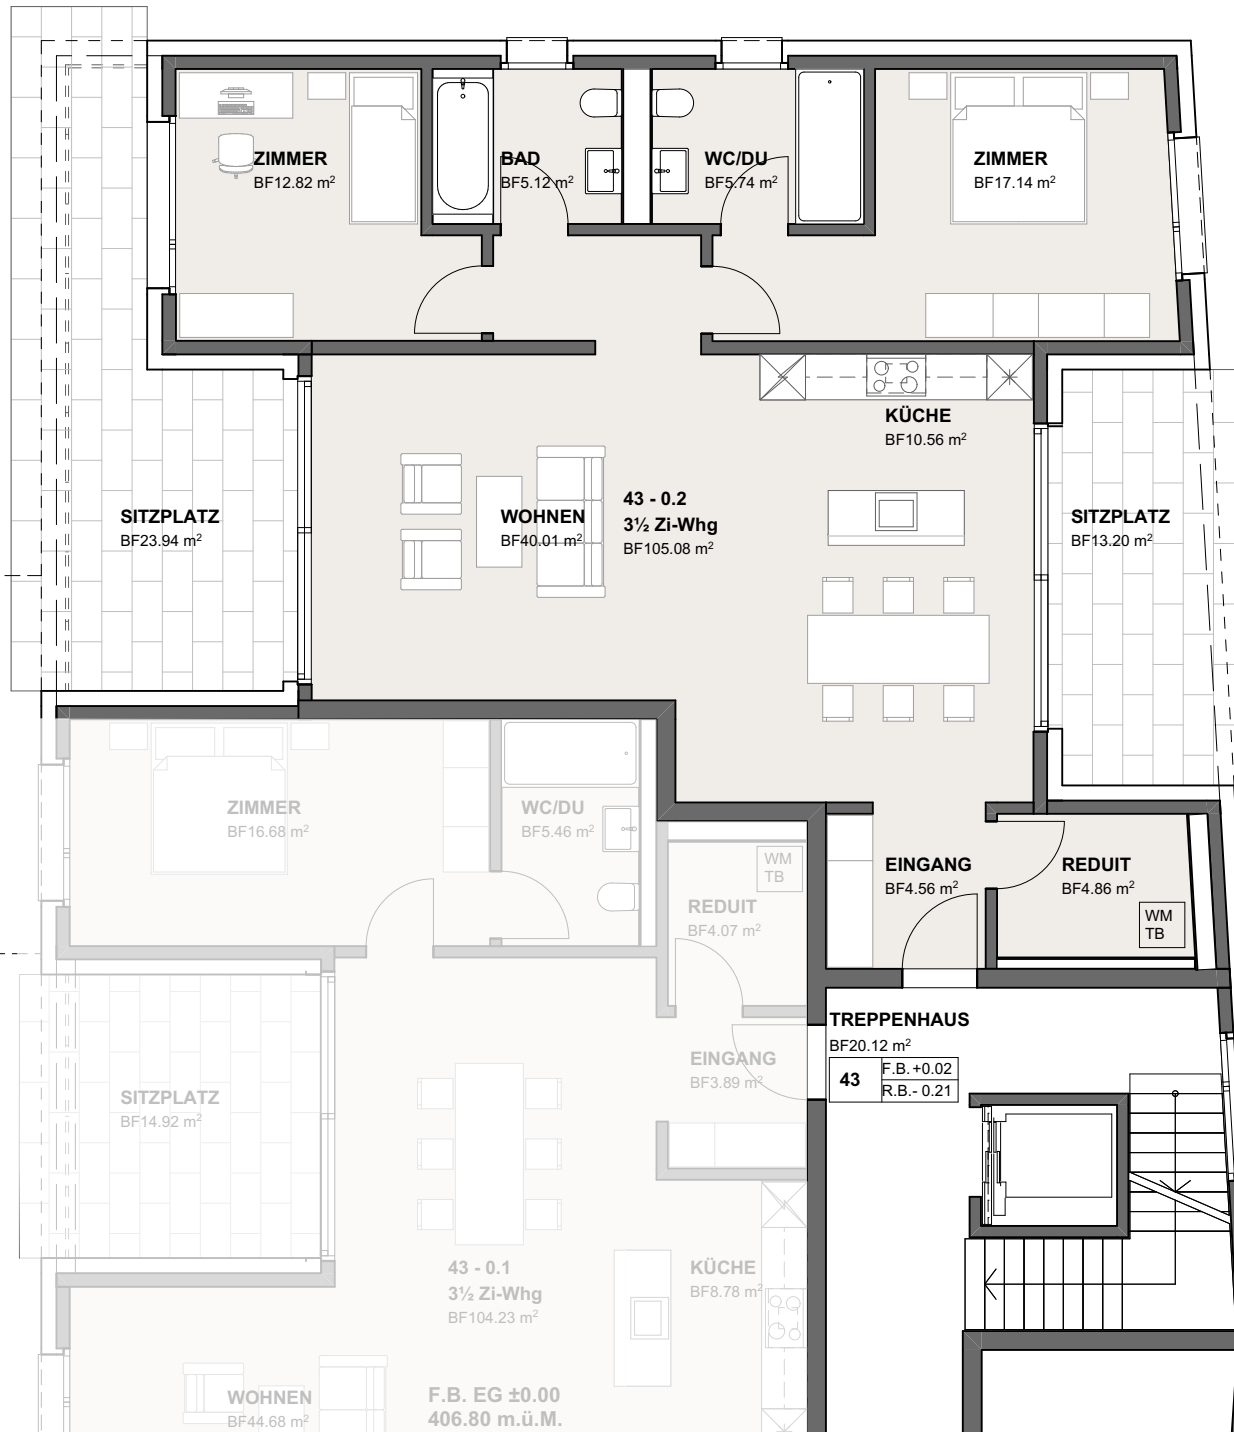 ZIMMER
BF12.82 m²
BAD
BF5.12 m²
WC/DU
BF5.74 m²
ZIMMER
BF17.14 m²
KÜCHE
BF10.56 m²
SITZPLATZ
BF23.94 m²
WOHNEN
BF40.01 m²
43 - 0.2
3½ Zi-Whg
BF105.08 m²
SITZPLATZ
BF13.20 m²
ZIMMER
BF16.68 m²
WC/DU
BF5.46 m²
WM
TB
REDUIT
BF4.07 m²
EINGANG
BF4.56 m²
REDUIT
BF4.86 m²
WM
TB
TREPPENHAUS
BF20.12 m²
43
F.B. +0.02
R.B.- 0.21
EINGANG
BF3.89 m²
SITZPLATZ
BF14.92 m²
43 - 0.1
3½ Zi-Whg
BF104.23 m²
KÜCHE
BF8.78 m²
WOHNEN
BF44.68 m²
F.B. EG ±0.00
406.80 m.ü.M.